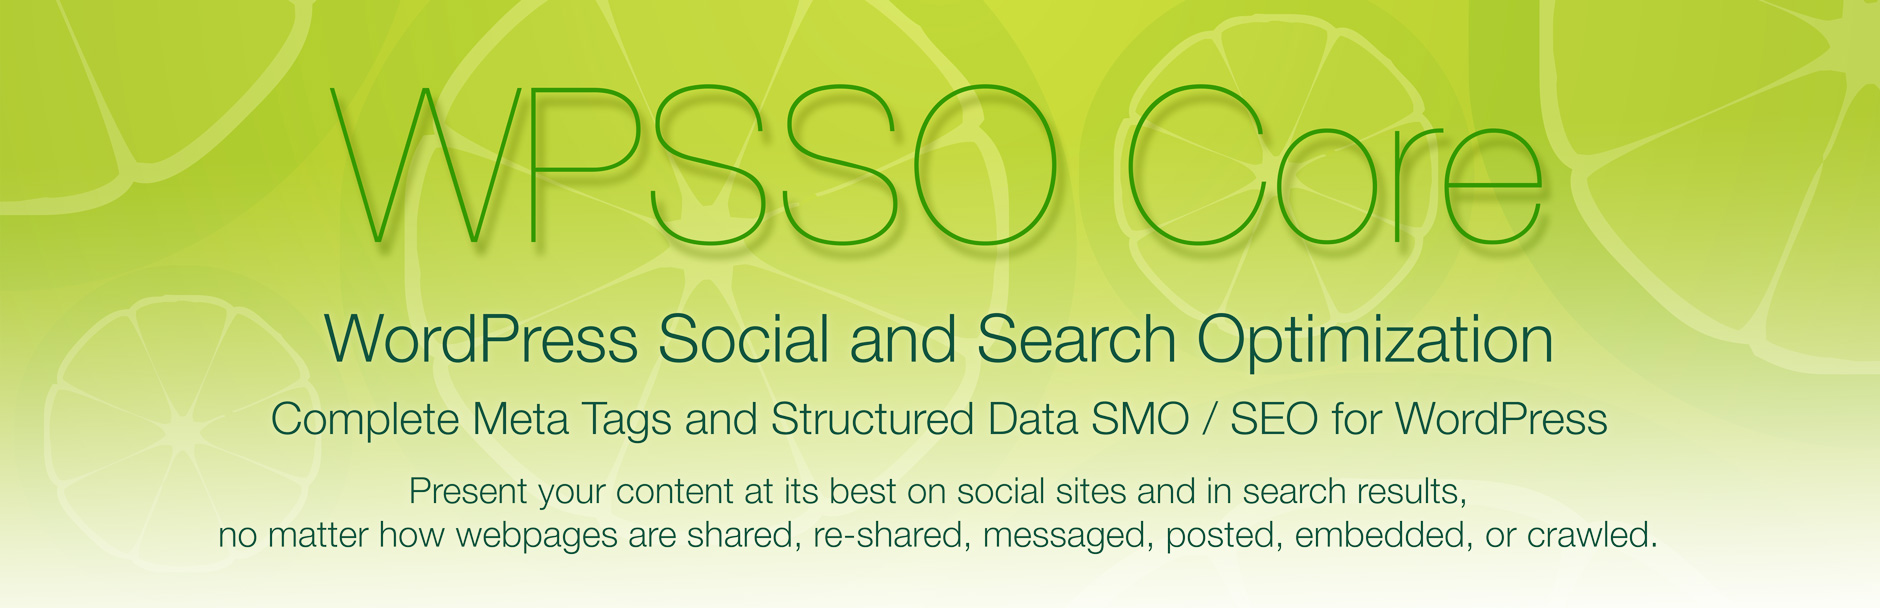 WPSSO Core
WordPress Social and Search Optimization
Complete Meta Tags and Structured Data SMO / SEO for WordPress
Present your content at its best on social sites and in search results,
no matter how webpages are shared, re-shared, messaged, posted, embedded, or crawled.